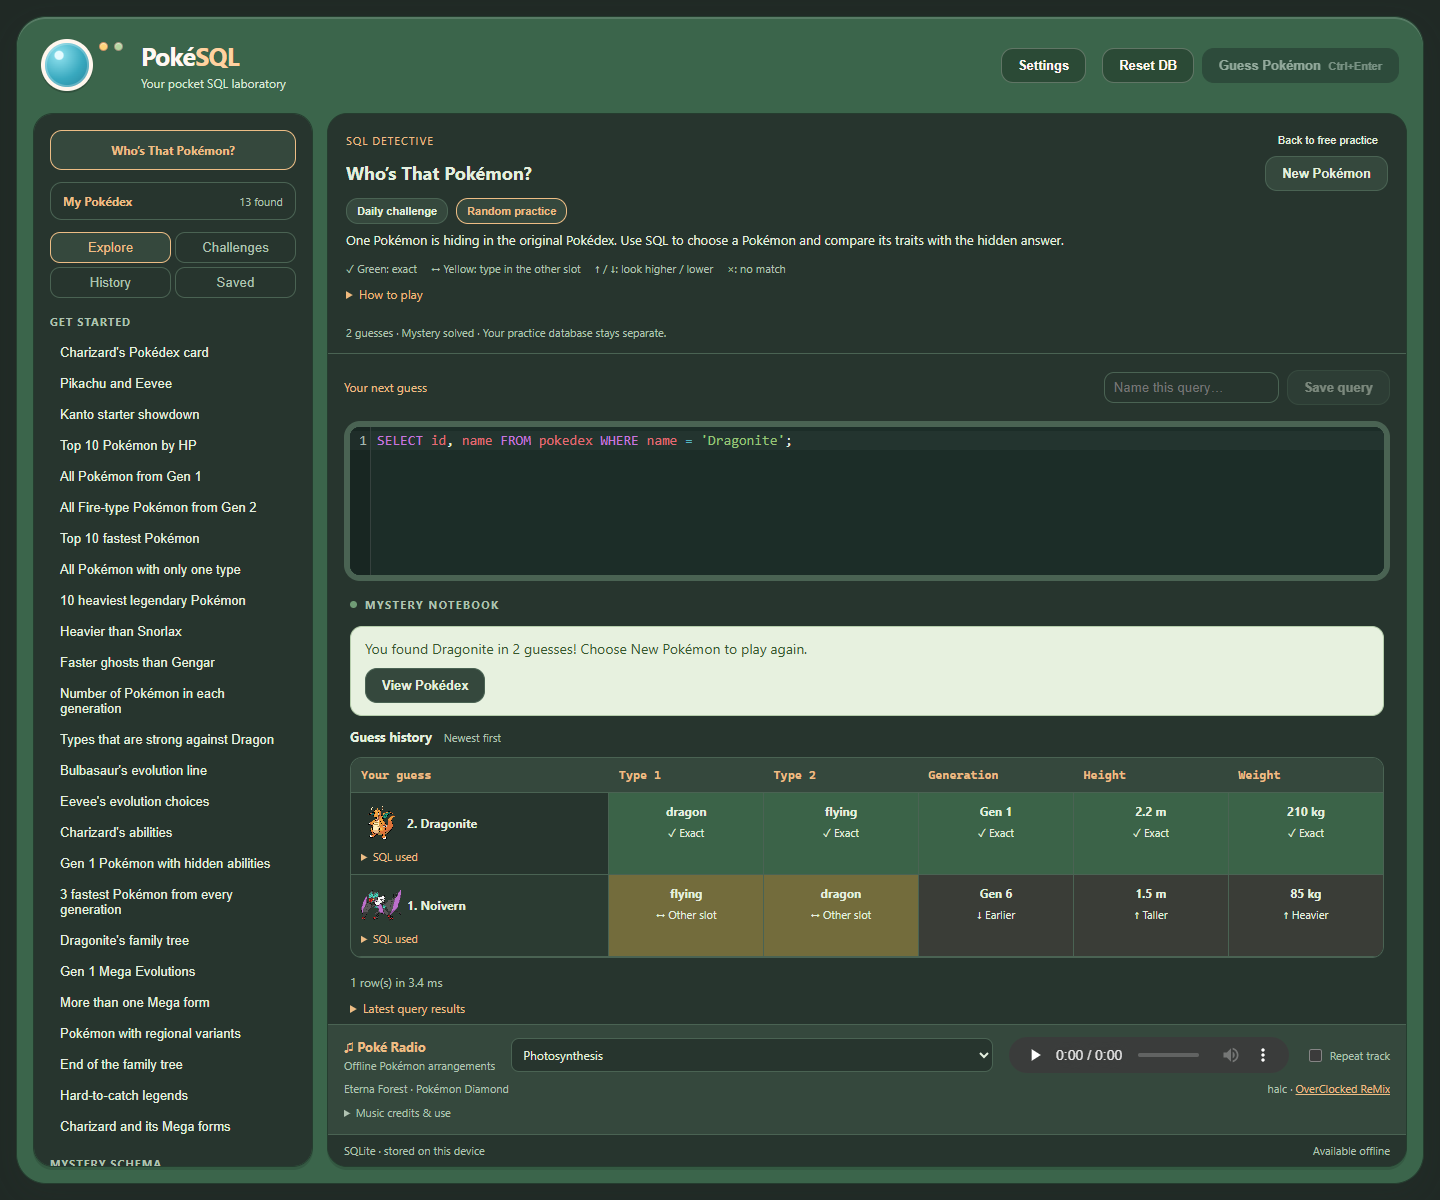 PokéSQL
Your pocket SQL laboratory
Settings
Reset DB
Guess Pokémon Ctrl+Enter
Who's That Pokémon?
My Pokédex 13 found
Explore
Challenges
History
Saved
GET STARTED
Charizard's Pokédex card
Pikachu and Eevee
Kanto starter showdown
Top 10 Pokémon by HP
All Pokémon from Gen 1
All Fire-type Pokémon from Gen 2
Top 10 fastest Pokémon
All Pokémon with only one type
10 heaviest legendary Pokémon
Heavier than Snorlax
Faster ghosts than Gengar
Number of Pokémon in each
generation
Types that are strong against Dragon
Bulbasaur's evolution line
Eevee's evolution choices
Charizard's abilities
Gen 1 Pokémon with hidden abilities
3 fastest Pokémon from every
generation
Dragonite's family tree
Gen 1 Mega Evolutions
More than one Mega form
Pokémon with regional variants
End of the family tree
Hard-to-catch legends
Charizard and its Mega forms
MYSTERY SCHEMA
SQL DETECTIVE
Back to free practice
Who's That Pokémon?
New Pokémon
Daily challenge
Random practice
One Pokémon is hiding in the original Pokédex. Use SQL to choose a Pokémon and compare its traits with the hidden answer.
✓ Green: exact ↔ Yellow: type in the other slot ↑ / ↓: look higher / lower ×: no match
▶ How to play
2 guesses · Mystery solved · Your practice database stays separate.
Your next guess
Name this query...
Save query
1 SELECT id, name FROM pokedex WHERE name = 'Dragonite';
MYSTERY NOTEBOOK
You found Dragonite in 2 guesses! Choose New Pokémon to play again.
View Pokédex
Guess history Newest first
Your guess Type 1 Type 2 Generation Height Weight
2. Dragonite
dragon flying Gen 1 2.2 m 210 kg
✓ Exact ✓ Exact ✓ Exact ✓ Exact ✓ Exact
▶ SQL used
1. Noivern
flying dragon Gen 6 1.5 m 85 kg
↔ Other slot ↔ Other slot ↓ Earlier ↑ Taller ↑ Heavier
▶ SQL used
1 row(s) in 3.4 ms
▶ Latest query results
♫ Poké Radio
Offline Pokémon arrangements
Photosynthesis
0:00 / 0:00
Repeat track
Eterna Forest · Pokémon Diamond
halc · OverClocked ReMix
▶ Music credits & use
SQLite · stored on this device
Available offline